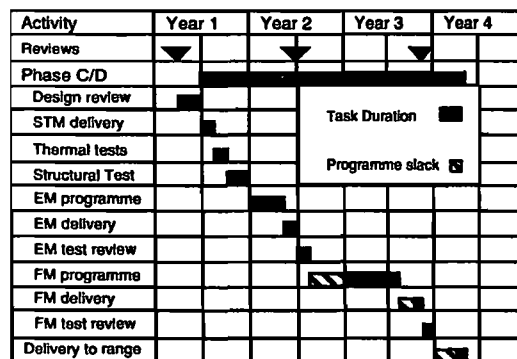 Activity Year 1 Year 2 Year 3 Year 4
Reviews
Phase C/D
Design review
Task Duration
STM delivery
Thermal tests
Programme slack
Structural Test
EM programme
EM delivery
EM test review
FM programme
FM delivery
FM test review
Delivery to range